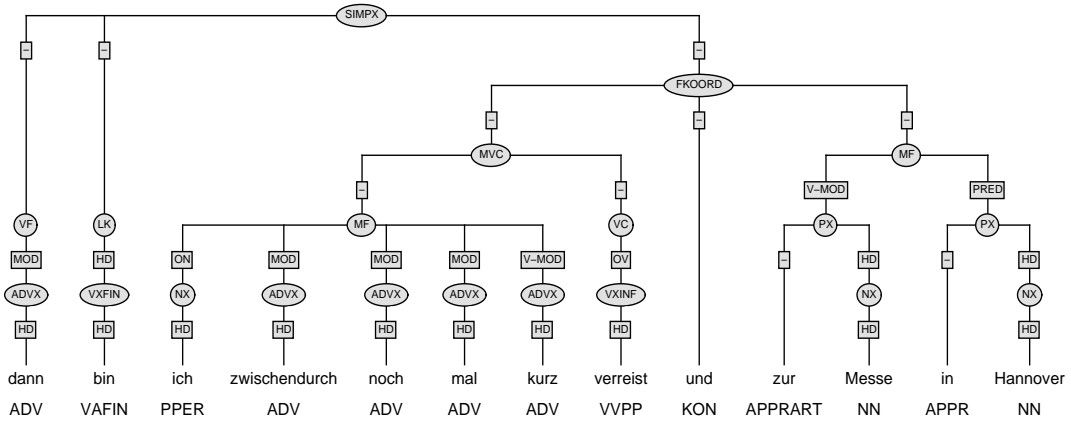 SIMPX
– – –
FKOORD
– – –
MVC MF
– – V–MOD PRED
VF LK MF VC PX PX
MOD HD ON MOD MOD MOD V–MOD OV – HD – HD
ADVX VXFIN NX ADVX ADVX ADVX ADVX VXINF NX NX
HD HD HD HD HD HD HD HD HD HD
dann bin ich zwischendurch noch mal kurz verreist und zur Messe in Hannover
ADV VAFIN PPER ADV ADV ADV ADV VVPP KON APPRART NN APPR NN